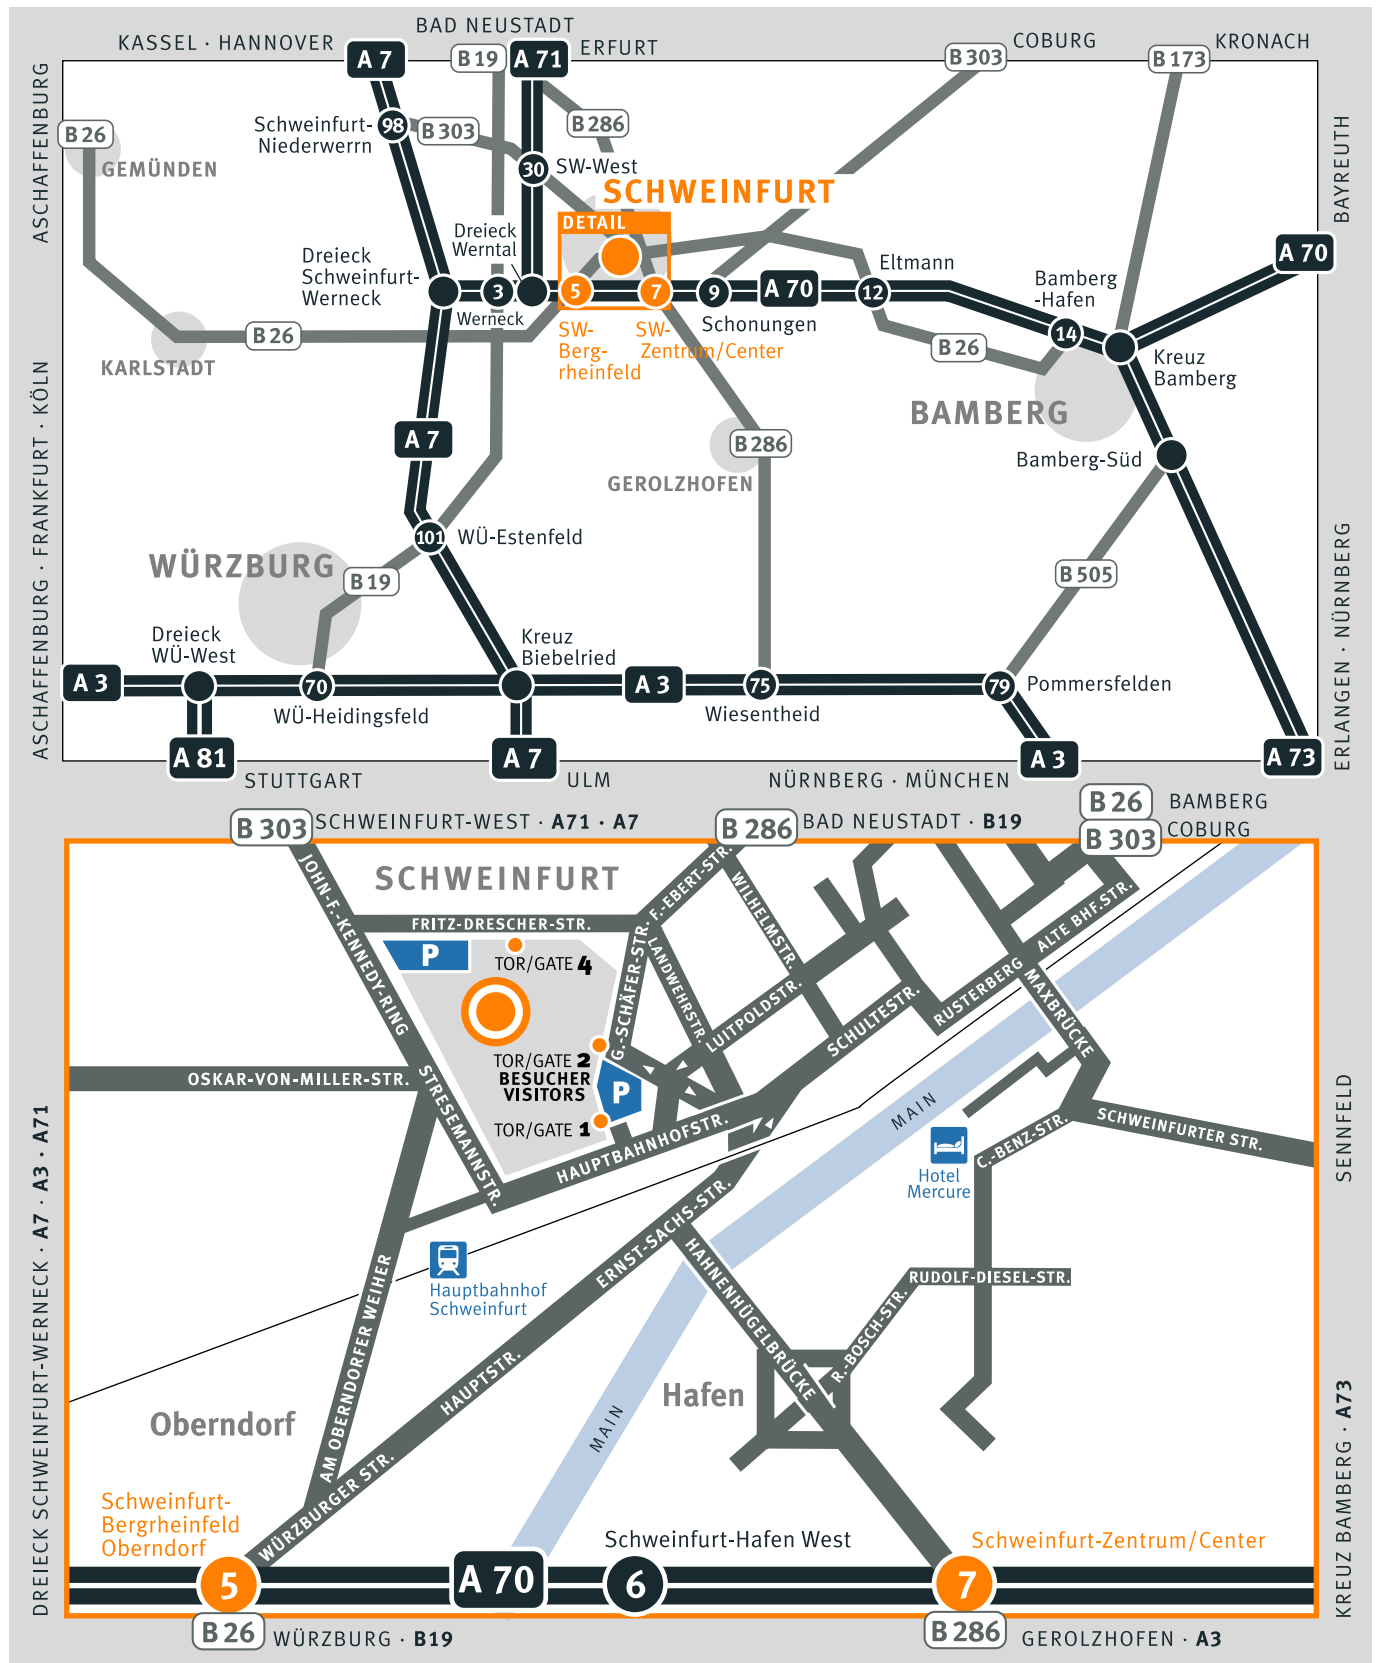 BAD NEUSTADT
KASSEL · HANNOVER
A 7
B 19
A 71
ERFURT
COBURG
B 303
KRONACH
B 173
ASCHAFFENBURG
B 26
GEMÜNDEN
Schweinfurt-
Niederwerrn
98
B 303
B 286
30
SW-West
BAYREUTH
SCHWEINFURT
DETAIL
Dreieck
Werntal
Dreieck
Schweinfurt-
Werneck
3
Werneck
5
7
9
A 70
12
Eltmann
Bamberg
-Hafen
A 70
14
Schonungen
SW-
Berg-
rheinfeld
SW-
Zentrum/Center
B 26
B 26
KARLSTADT
Kreuz
Bamberg
BAMBERG
A 7
B 286
GEROLZHOFEN
Bamberg-Süd
ASCHAFFENBURG · FRANKFURT · KÖLN
101
WÜ-Estenfeld
WÜRZBURG
B 19
B 505
ERLANGEN · NÜRNBERG
Dreieck
WÜ-West
Kreuz
Biebelried
A 3
70
WÜ-Heidingsfeld
A 3
75
Wiesentheid
79
Pommersfelden
A 81
STUTTGART
A 7
ULM
NÜRNBERG · MÜNCHEN
A 3
A 73
B 26
BAMBERG
B 303
COBURG
B 303
SCHWEINFURT-WEST · A71 · A7
B 286
BAD NEUSTADT · B19
SCHWEINFURT
JOHN-F.-KENNEDY-RING
FRITZ-DRESCHER-STR.
F.-EBERT-STR.
WILHELMSTR.
ALTE BHF.STR.
P
TOR/GATE 4
G.-SCHÄFER-STR.
LANDWEHRSTR.
LUITPOLDSTR.
SCHULTESTR.
RUSTERBERG
MAXBRÜCKE
TOR/GATE 2
BESUCHER
VISITORS
P
TOR/GATE 1
OSKAR-VON-MILLER-STR.
STRESEMANNSTR.
HAUPTBAHNHOFSTR.
MAIN
Hotel
Mercure
C.-BENZ-STR.
SCHWEINFURTER STR.
SENNFELD
ERNST-SACHS-STR.
Hauptbahnhof
Schweinfurt
HAHNENHÜGELBRÜCKE
RUDOLF-DIESEL-STR.
R.-BOSCH-STR.
AM OBERNDORFER WEIHER
HAUPTSTR.
Hafen
Oberndorf
MAIN
WÜRZBURGER STR.
DREIECK SCHWEINFURT-WERNECK · A7 · A3 · A71
KREUZ BAMBERG · A73
Schweinfurt-
Bergrheinfeld
Oberndorf
Schweinfurt-Hafen West
Schweinfurt-Zentrum/Center
5
A 70
6
7
B 26
WÜRZBURG · B19
B 286
GEROLZHOFEN · A3